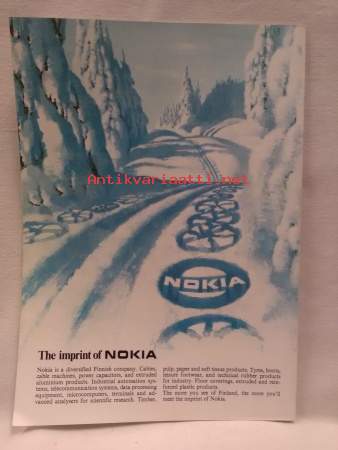 Antikvariaatti.net
NOKIA
The imprint of NOKIA
Nokia is a diversified Finnish company. Cables,
cable machines, power capacitors, and extruded
aluminium products. Industrial automation sys-
tems, telecommunication systems, data processing
equipment, microcomputers, terminals and ad-
vanced analysers for scientific research. Timber,
pulp, paper and soft tissue products. Tyres, boots,
leisure footwear, and technical rubber products
for industry. Floor coverings, extruded and rein-
forced plastic products.
The more you see of Finland, the more you'll
meet the imprint of Nokia.